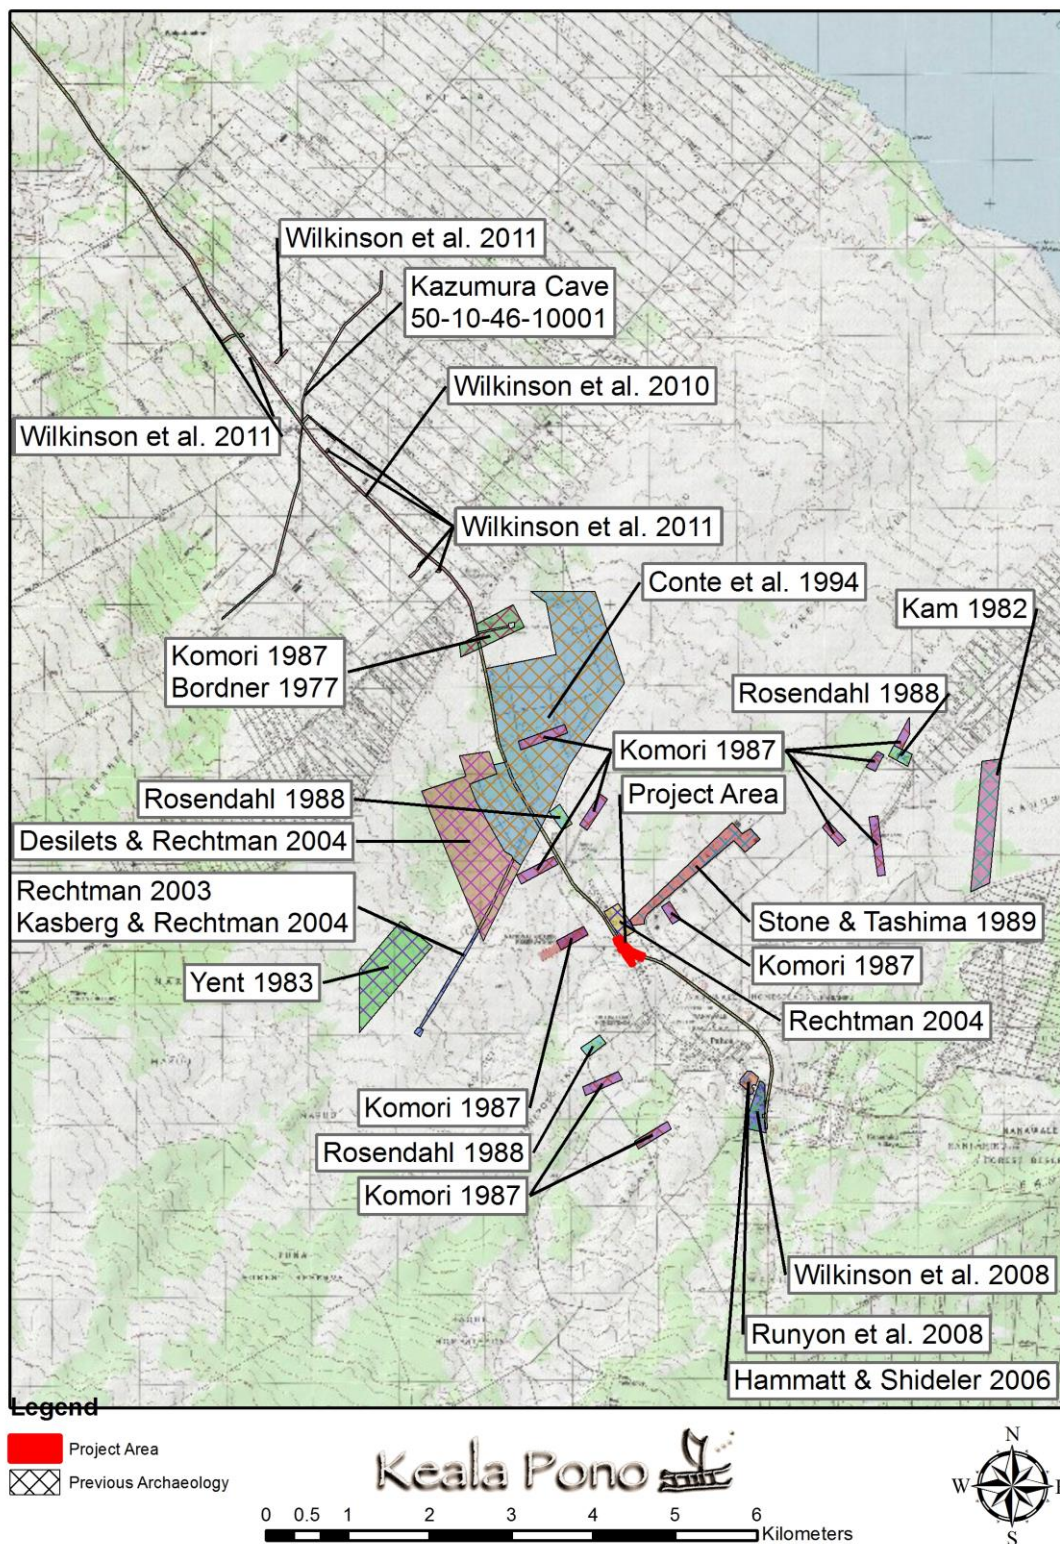 Wilkinson et al. 2011
Kazumura Cave
50-10-46-10001
Wilkinson et al. 2010
Wilkinson et al. 2011
Wilkinson et al. 2011
Conte et al. 1994
Kam 1982
Komori 1987
Bordner 1977
Rosendahl 1988
Komori 1987
Project Area
Rosendahl 1988
Desilets & Rechtman 2004
Rechtman 2003
Kasberg & Rechtman 2004
Stone & Tashima 1989
Yent 1983
Komori 1987
Rechtman 2004
Pahoa
Komori 1987
Rosendahl 1988
Komori 1987
Wilkinson et al. 2008
Runyon et al. 2008
Hammatt & Shideler 2006
Legend
Project Area
Previous Archaeology
Keala Pono
0 0.5 1 2 3 4 5 6
Kilometers
N
W
E
S